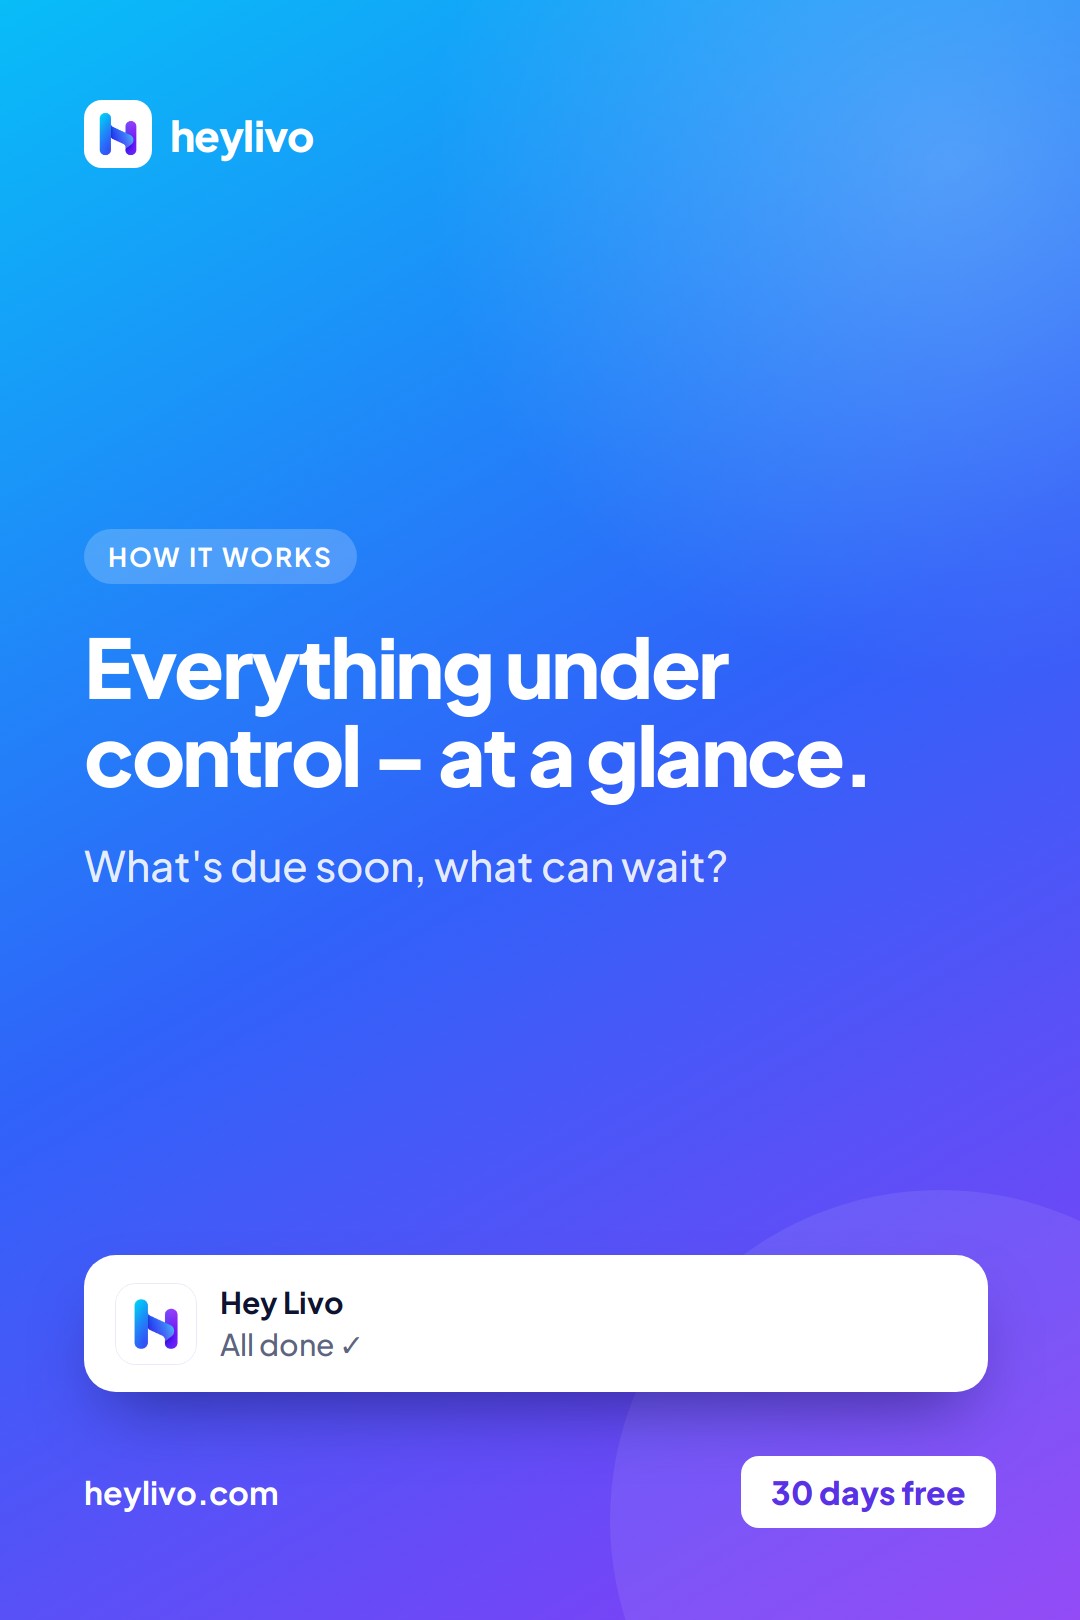 heylivo
HOW IT WORKS
Everything under
control – at a glance.
What's due soon, what can wait?
Hey Livo
All done ✓
heylivo.com
30 days free